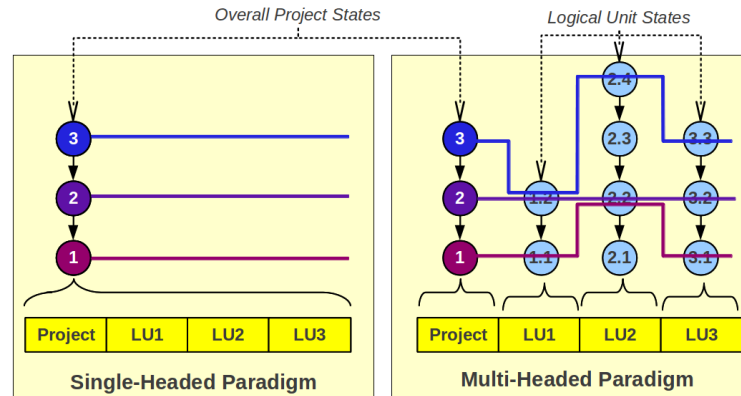 Overall Project States
Logical Unit States
2.4
3
3
2.3
3.3
2
2
1.2
2.2
3.2
1
1
1.1
2.1
3.1
Project LU1 LU2 LU3
Project LU1 LU2 LU3
Single-Headed Paradigm
Multi-Headed Paradigm